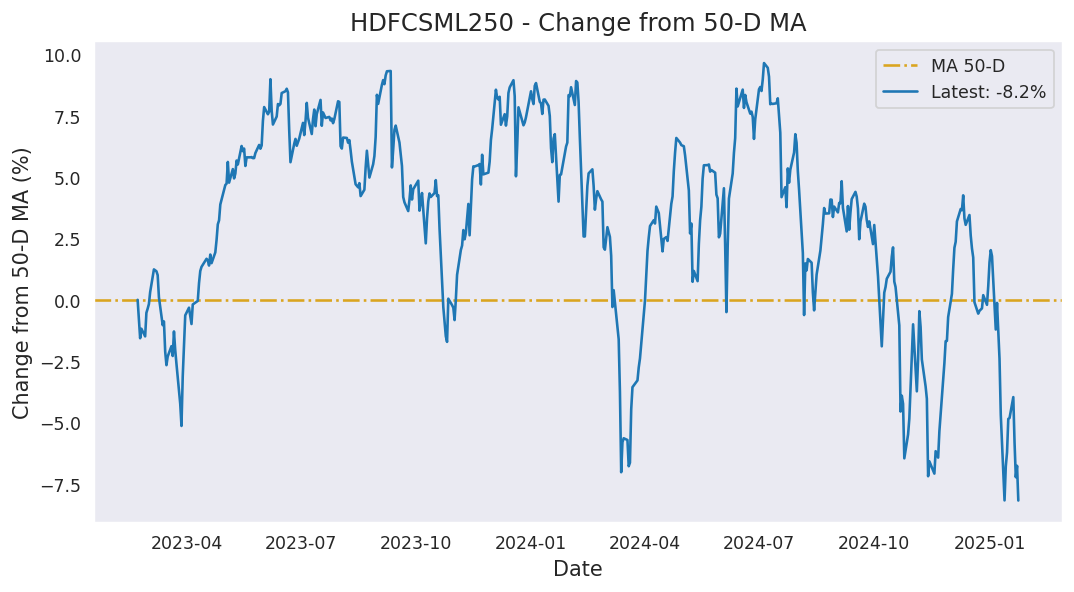 HDFCSML250 - Change from 50-D MA
MA 50-D
Latest: -8.2%
Change from 50-D MA (%)
10.0
7.5
5.0
2.5
0.0
−2.5
−5.0
−7.5
2023-04 2023-07 2023-10 2024-01 2024-04 2024-07 2024-10 2025-01
Date